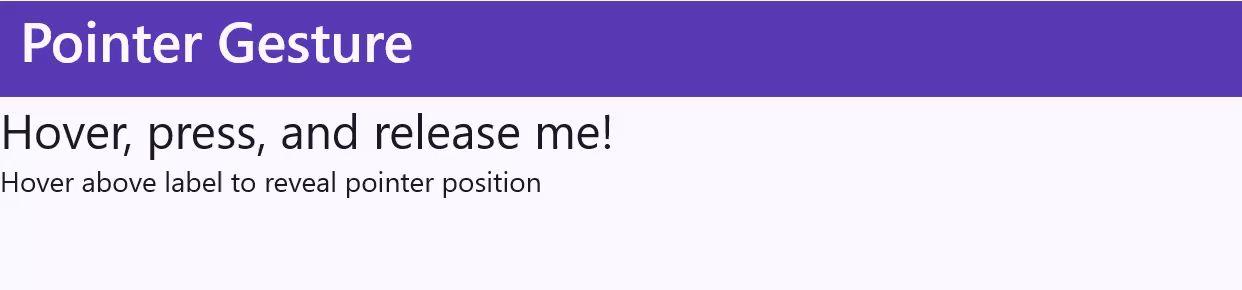 Pointer Gesture
Hover, press, and release me!
Hover above label to reveal pointer position